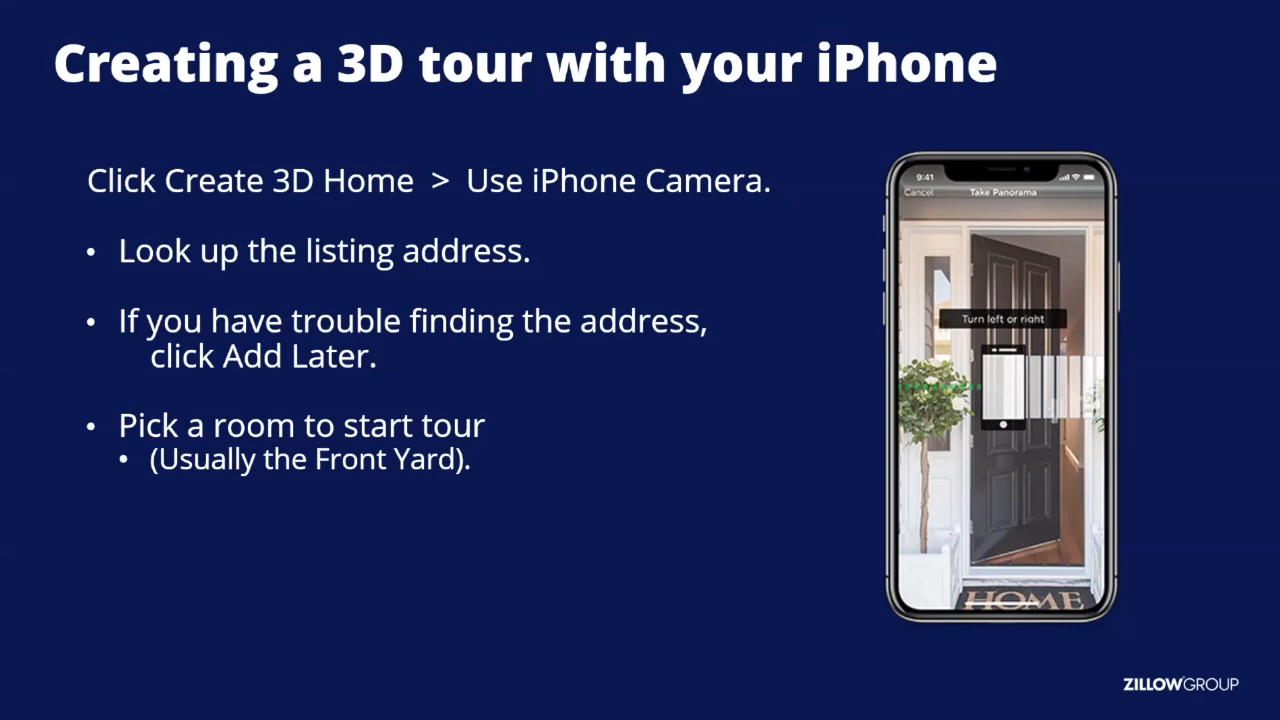 Creating a 3D tour with your iPhone
Click Create 3D Home > Use iPhone Camera.
• Look up the listing address.
• If you have trouble finding the address,
click Add Later.
• Pick a room to start tour
• (Usually the Front Yard).
9:41
Cancel Take Panorama
Turn left or right
HOME
ZILLOW GROUP